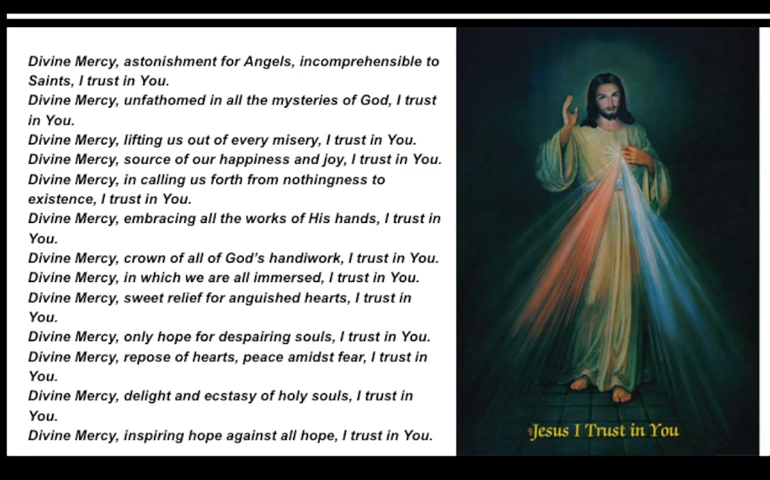 Divine Mercy, astonishment for Angels, incomprehensible to
Saints, I trust in You.
Divine Mercy, unfathomed in all the mysteries of God, I trust
in You.
Divine Mercy, lifting us out of every misery, I trust in You.
Divine Mercy, source of our happiness and joy, I trust in You.
Divine Mercy, in calling us forth from nothingness to
existence, I trust in You.
Divine Mercy, embracing all the works of His hands, I trust in
You.
Divine Mercy, crown of all of God’s handiwork, I trust in You.
Divine Mercy, in which we are all immersed, I trust in You.
Divine Mercy, sweet relief for anguished hearts, I trust in
You.
Divine Mercy, only hope for despairing souls, I trust in You.
Divine Mercy, repose of hearts, peace amidst fear, I trust in
You.
Divine Mercy, delight and ecstasy of holy souls, I trust in
You.
Divine Mercy, inspiring hope against all hope, I trust in You.
Jesus I Trust in You